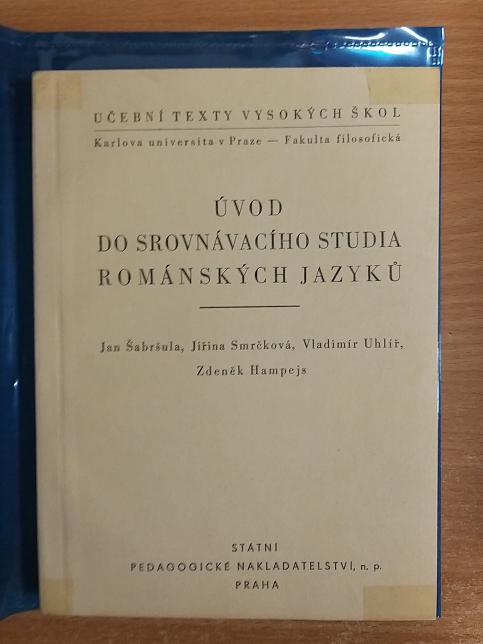 UČEBNÍ TEXTY VYSOKÝCH ŠKOL
Karlova universita v Praze — Fakulta filosofická
ÚVOD
DO SROVNÁVACÍHO STUDIA
ROMÁNSKÝCH JAZYKŮ
Jan Šabršula, Jiřina Smrčková, Vladimír Uhlíř,
Zdeněk Hampejs
STÁTNÍ
PEDAGOGICKÉ NAKLADATELSTVÍ, n. p.
PRAHA